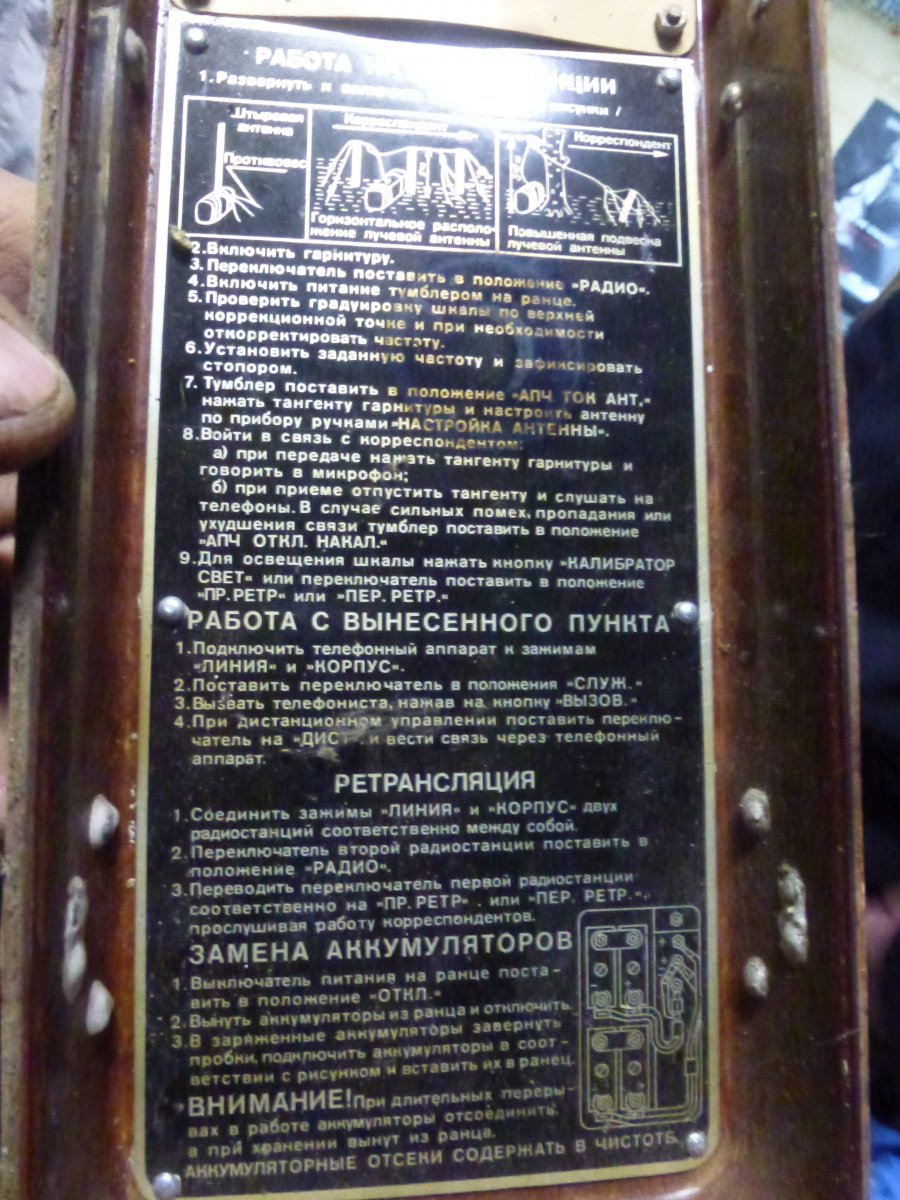 РАБОТА
1. Развернуть и
Штыревая
антенна
Противовес
Корреспондент
Горизонтальное располо-
жение лучевой антенны
Корреспондент
Повышенная подвеска
лучевой антенны
2. Включить гарнитуру.
3. Переключатель поставить в положение "РАДИО".
4. Включить питание тумблером на ранце.
5. Проверить градуировку шкалы по верхней
коррекционной точке и при необходимости
откорректировать частоту.
6. Установить заданную частоту и зафиксировать
стопором.
7. Тумблер поставить в положение "АПЧ ТОК АНТ."
нажать тангенту гарнитуры и настроить антенну
по прибору ручками "НАСТРОЙКА АНТЕННЫ".
8. Войти в связь с корреспондентом:
а) при передаче нажать тангенту гарнитуры и
говорить в микрофон;
б) при приеме отпустить тангенту и слушать на
телефоны. В случае сильных помех, пропадания или
ухудшения связи тумблер поставить в положение
"АПЧ ОТКЛ. НАКАЛ."
9. Для освещения шкалы нажать кнопку "КАЛИБРАТОР
СВЕТ" или переключатель поставить в положение
"ПР. РЕТР" или "ПЕР. РЕТР."
РАБОТА С ВЫНЕСЕННОГО ПУНКТА
1. Подключить телефонный аппарат к зажимам
"ЛИНИЯ" и "КОРПУС".
2. Поставить переключатель в положения "СЛУЖ."
3. Вызвать телефониста, нажав на кнопку "ВЫЗОВ."
4. При дистанционном управлении поставить переклю-
чатель на "ДИСТ." и вести связь через телефонный
аппарат.
РЕТРАНСЛЯЦИЯ
1. Соединить зажимы "ЛИНИЯ" и "КОРПУС" двух
радиостанций соответственно между собой.
2. Переключатель второй радиостанции поставить в
положение "РАДИО".
3. Переводить переключатель первой радиостанции
соответственно на "ПР. РЕТР" . или "ПЕР. РЕТР.",
прослушивая работу корреспондентов.
ЗАМЕНА АККУМУЛЯТОРОВ
1. Выключатель питания на ранце поста-
вить в положение "ОТКЛ."
2. Вынуть аккумуляторы из ранца и отключить.
3. В заряженные аккумуляторы завернуть
пробки, подключить аккумуляторы в соот-
ветствии с рисунком и вставить их в ранец.
ВНИМАНИЕ! При длительных переры-
вах в работе аккумуляторы отсоединить,
а при хранении вынут из ранца.
АККУМУЛЯТОРНЫЕ ОТСЕКИ СОДЕРЖАТЬ В ЧИСТОТЕ.